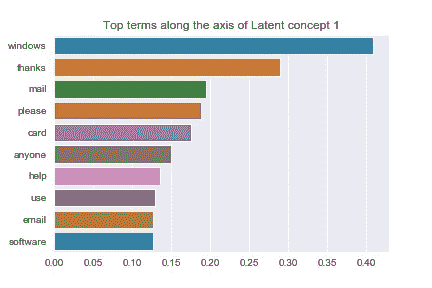 Top terms along the axis of Latent concept 1
windows
thanks
mail
please
card
anyone
help
use
email
software
0.00 0.05 0.10 0.15 0.20 0.25 0.30 0.35 0.40